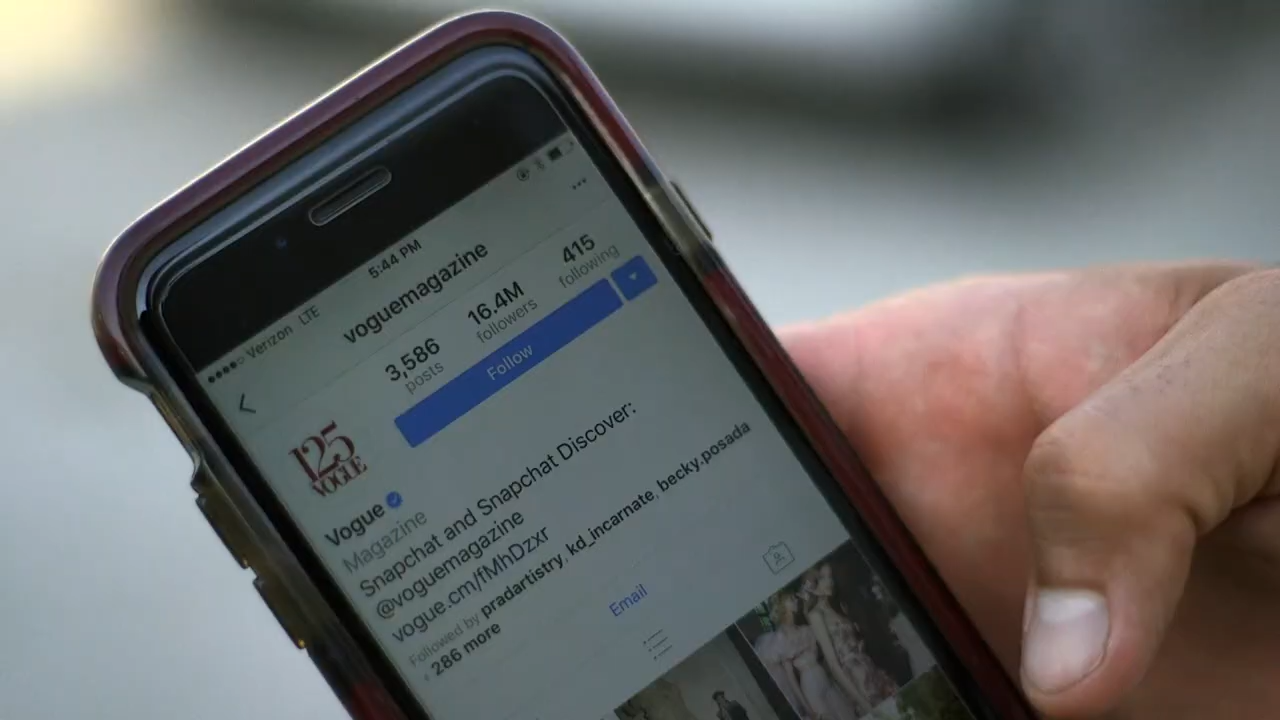 ●●●●○ Verizon LTE 5:44 PM
voguemagazine
3,586 16.4M 415
posts followers following
Follow
125
VOGUE
Vogue
Magazine
Snapchat and Snapchat Discover:
@voguemagazine
vogue.cm/fMhDzxr
Followed by pradartistry, kd_incarnate, becky.posada
+ 286 more
Email